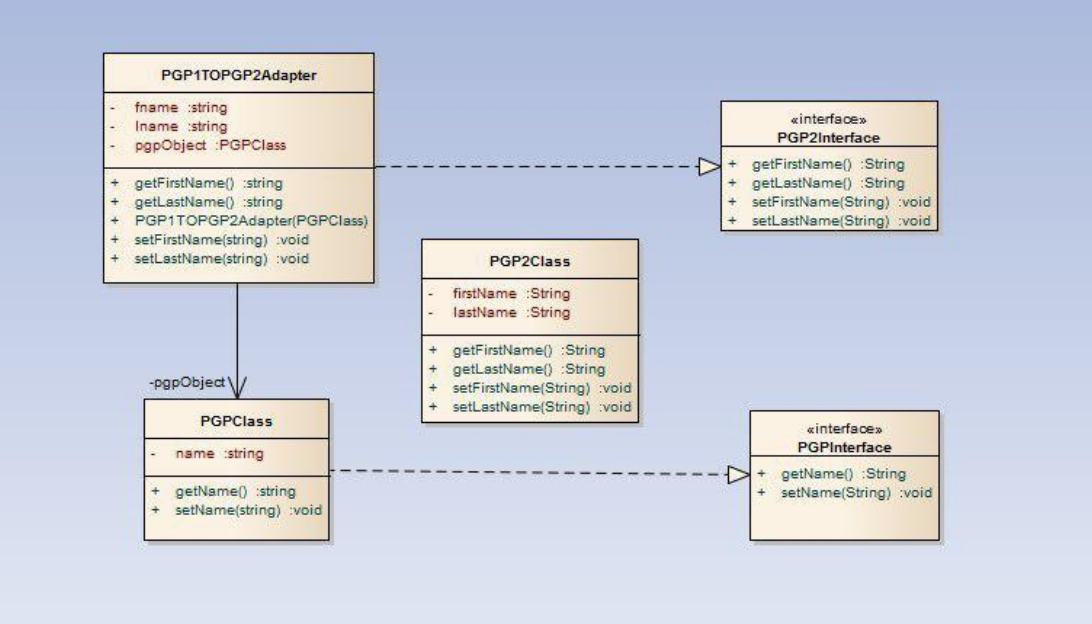 PGP1TOPGP2Adapter
- fname :string
- lname :string
- pgpObject :PGPClass
+ getFirstName() :string
+ getLastName() :string
+ PGP1TOPGP2Adapter(PGPClass)
+ setFirstName(string) :void
+ setLastName(string) :void
«interface»
PGP2Interface
+ getFirstName() :String
+ getLastName() :String
+ setFirstName(String) :void
+ setLastName(String) :void
PGP2Class
- firstName :String
- lastName :String
+ getFirstName() :String
+ getLastName() :String
+ setFirstName(String) :void
+ setLastName(String) :void
-pgpObject
PGPClass
- name :string
+ getName() :string
+ setName(string) :void
«interface»
PGPInterface
+ getName() :String
+ setName(String) :void